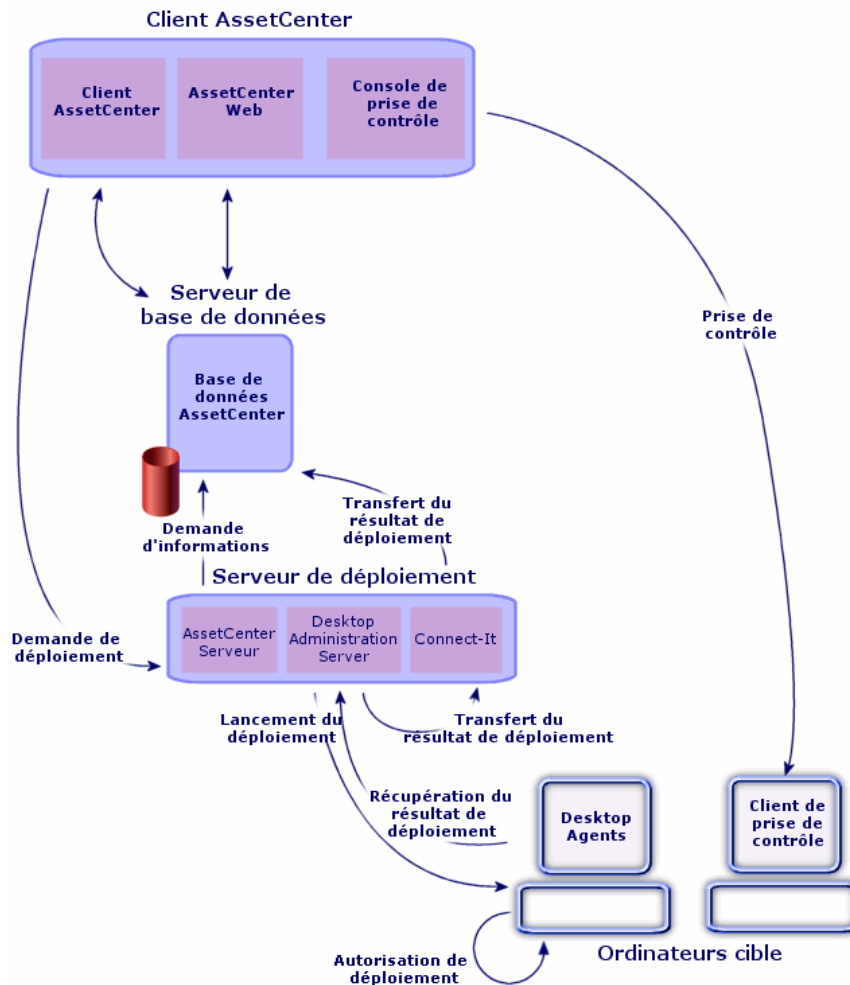 Client AssetCenter
Client
AssetCenter
AssetCenter
Web
Console de
prise de
contrôle
Serveur de
base de données
Prise de
contrôle
Base de
données
AssetCenter
Transfert du
résultat de
déploiement
Demande
d'informations
Serveur de déploiement
AssetCenter
Serveur
Desktop
Administration
Server
Connect-It
Demande de
déploiement
Lancement du
déploiement
Transfert du
résultat de déploiement
Récupération du
résultat de
déploiement
Desktop
Agents
Client de
prise de
contrôle
Autorisation de
déploiement
Ordinateurs cible